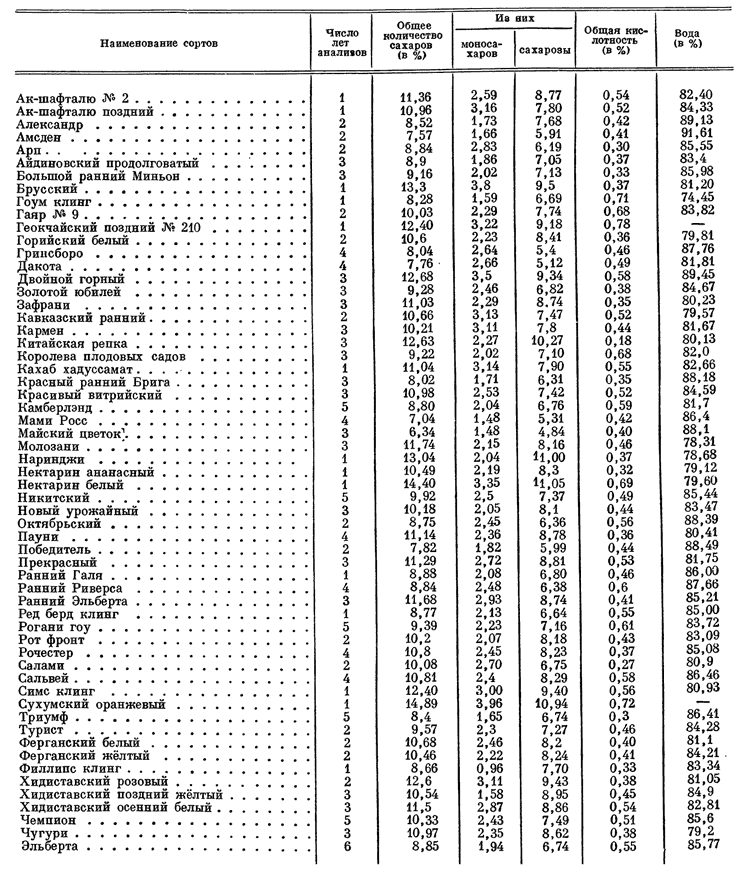 Наименование сортов Число лет анализов Общее количество сахаров (в %) Из них моносахаров сахарозы Общая кислотность (в %) Вода (в %)
Ак-шафталю № 2 1 11,36 2,59 8,77 0,54 82,40
Ак-шафталю поздний 1 10,96 3,16 7,80 0,52 84,33
Александр 2 8,52 1,73 7,68 0,42 89,13
Амсден 2 7,57 1,66 5,91 0,41 91,61
Арп 2 8,84 2,83 6,19 0,30 85,55
Айдиновский продолговатый 3 8,9 1,86 7,05 0,37 83,4
Большой ранний Миньон 3 9,16 2,02 7,13 0,33 85,98
Брусский 1 13,3 3,8 9,5 0,37 81,20
Гоум клинг 1 8,28 1,59 6,69 0,71 74,45
Гаяр № 9 2 10,03 2,29 7,74 0,68 83,82
Геокчайский поздний № 210 1 12,40 3,22 9,18 0,78 —
Горийский белый 2 10,6 2,23 8,41 0,36 79,81
Гринсборо 4 8,04 2,64 5,4 0,46 87,76
Дакота 4 7,76 2,66 5,12 0,49 81,81
Двойной горный 3 12,68 3,5 9,34 0,58 89,45
Золотой юбилей 3 9,28 2,46 6,82 0,38 84,67
Зафрани 3 11,03 2,29 8,74 0,35 80,23
Кавказский ранний 2 10,66 3,13 7,47 0,52 79,57
Кармен 3 10,21 3,11 7,8 0,44 81,67
Китайская репка 3 12,63 2,27 10,27 0,18 80,13
Королева плодовых садов 3 9,22 2,02 7,10 0,68 82,0
Кахаб хадуссамат 1 11,04 3,14 7,90 0,55 82,66
Красный ранний Брига 3 8,02 1,71 6,31 0,35 88,18
Красивый витрийский 3 10,98 2,53 7,42 0,52 84,59
Камберлэнд 5 8,80 2,04 6,76 0,59 81,7
Мами Росс 4 7,04 1,48 5,31 0,42 86,4
Майский цветок 3 6,34 1,48 4,84 0,40 88,1
Молозани 3 11,74 2,15 8,16 0,46 78,31
Наринджи 1 13,04 2,04 11,00 0,37 78,68
Нектарин ананасный 1 10,49 2,19 8,3 0,32 79,12
Нектарин белый 1 14,40 3,35 11,05 0,69 79,60
Никитский 5 9,92 2,5 7,37 0,49 85,44
Новый урожайный 3 10,18 2,05 8,1 0,44 83,47
Октябрьский 2 8,75 2,45 6,36 0,56 88,39
Пауни 4 11,14 2,36 8,78 0,36 80,41
Победитель 2 7,82 1,82 5,99 0,44 88,49
Прекрасный 3 11,29 2,72 8,81 0,53 81,75
Ранний Галя 1 8,88 2,08 6,80 0,46 86,00
Ранний Риверса 4 8,84 2,48 6,38 0,6 87,66
Ранний Эльберта 3 11,68 2,93 8,74 0,41 85,21
Ред берд клинг 1 8,77 2,13 6,64 0,55 85,00
Рогани гоу 5 9,39 2,23 7,16 0,61 83,72
Рот фронт 2 10,2 2,07 8,18 0,43 83,09
Рочестер 4 10,8 2,45 8,23 0,37 85,08
Салами 2 10,08 2,70 6,75 0,27 80,9
Сальвей 4 10,81 2,4 8,29 0,58 86,46
Симс клинг 1 12,40 3,00 9,40 0,56 80,93
Сухумский оранжевый 1 14,89 3,96 10,94 0,72 —
Триумф 5 8,4 1,65 6,74 0,3 86,41
Турист 2 9,57 2,3 7,27 0,46 84,28
Ферганский белый 2 10,68 2,46 8,2 0,40 81,1
Ферганский жёлтый 2 10,46 2,22 8,24 0,41 84,21
Филлипс клинг 1 8,66 0,96 7,70 0,33 83,34
Хидиставский розовый 2 12,6 3,11 9,43 0,38 81,05
Хидиставский поздний жёлтый 3 10,54 1,58 8,95 0,45 84,9
Хидиставский осенний белый 3 11,5 2,87 8,86 0,54 82,81
Чемпион 5 10,33 2,43 7,49 0,51 85,6
Чугури 3 10,97 2,35 8,62 0,38 79,2
Эльберта 6 8,85 1,94 6,74 0,55 85,77